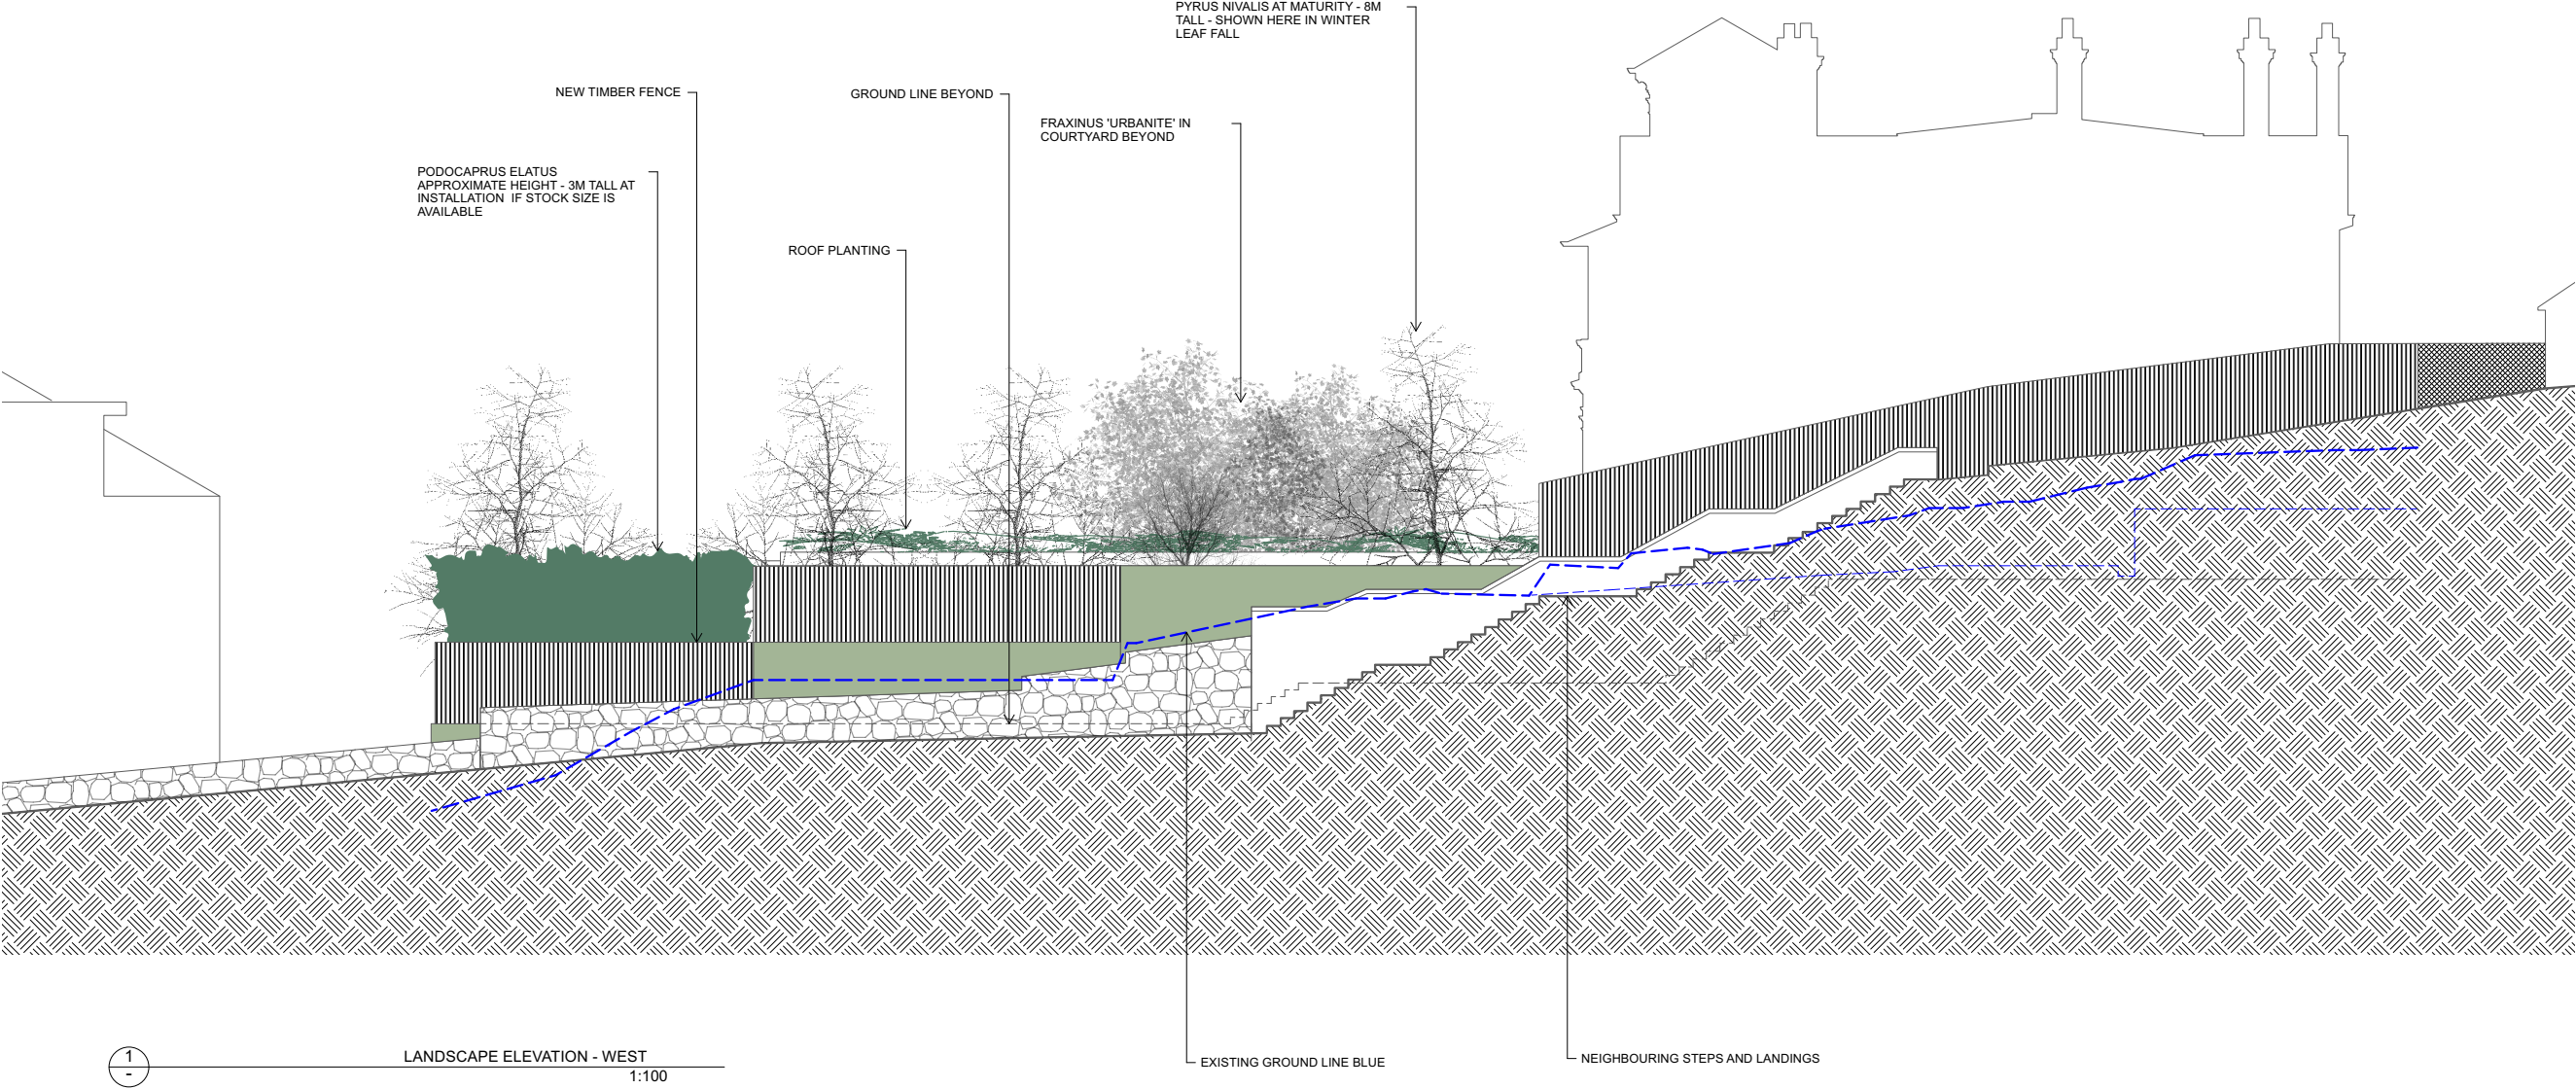 PYRUS NIVALIS AT MATURITY - 8M
TALL - SHOWN HERE IN WINTER
LEAF FALL
NEW TIMBER FENCE
GROUND LINE BEYOND
FRAXINUS 'URBANITE' IN
COURTYARD BEYOND
PODOCAPRUS ELATUS
APPROXIMATE HEIGHT - 3M TALL AT
INSTALLATION IF STOCK SIZE IS
AVAILABLE
ROOF PLANTING
1
-
LANDSCAPE ELEVATION - WEST
1:100
EXISTING GROUND LINE BLUE
NEIGHBOURING STEPS AND LANDINGS